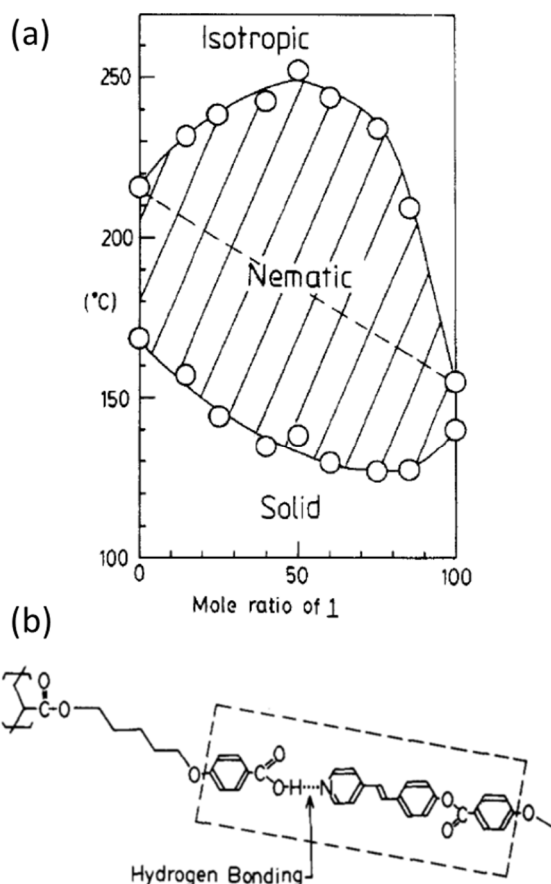 (a)
Isotropic
250
200
(°C)
Nematic
150
Solid
100
0
50
100
Mole ratio of 1
(b)
O
C-O
O
O
O-H
N
O
C
O
O
Hydrogen Bonding